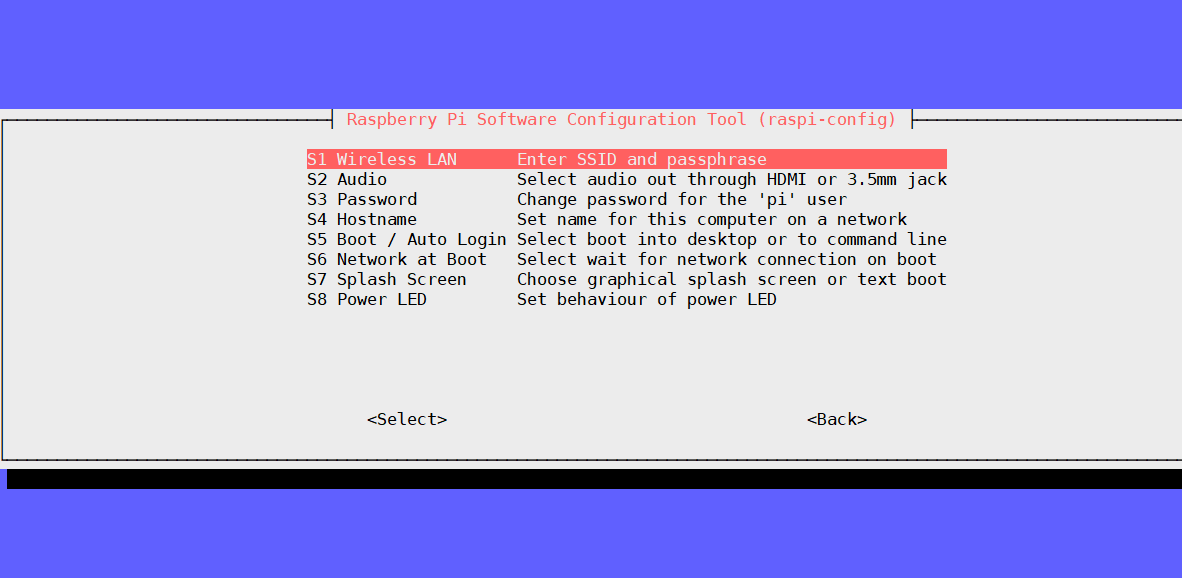 Raspberry Pi Software Configuration Tool (raspi-config)
S1 Wireless LAN Enter SSID and passphrase
S2 Audio Select audio out through HDMI or 3.5mm jack
S3 Password Change password for the 'pi' user
S4 Hostname Set name for this computer on a network
S5 Boot / Auto Login Select boot into desktop or to command line
S6 Network at Boot Select wait for network connection on boot
S7 Splash Screen Choose graphical splash screen or text boot
S8 Power LED Set behaviour of power LED
<Select> <Back>